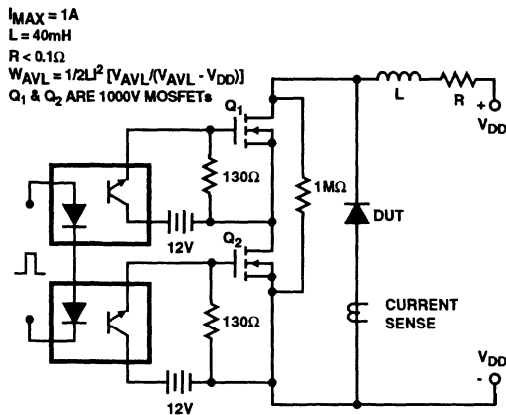 IMAX = 1A
L = 40mH
R < 0.1Ω
WAVL = 1/2LI² [VAVL/(VAVL - VDD)]
Q1 & Q2 ARE 1000V MOSFETs
Q1
L
R
+
VDD
130Ω
1MΩ
DUT
12V
Q2
130Ω
CURRENT
SENSE
VDD
-
12V